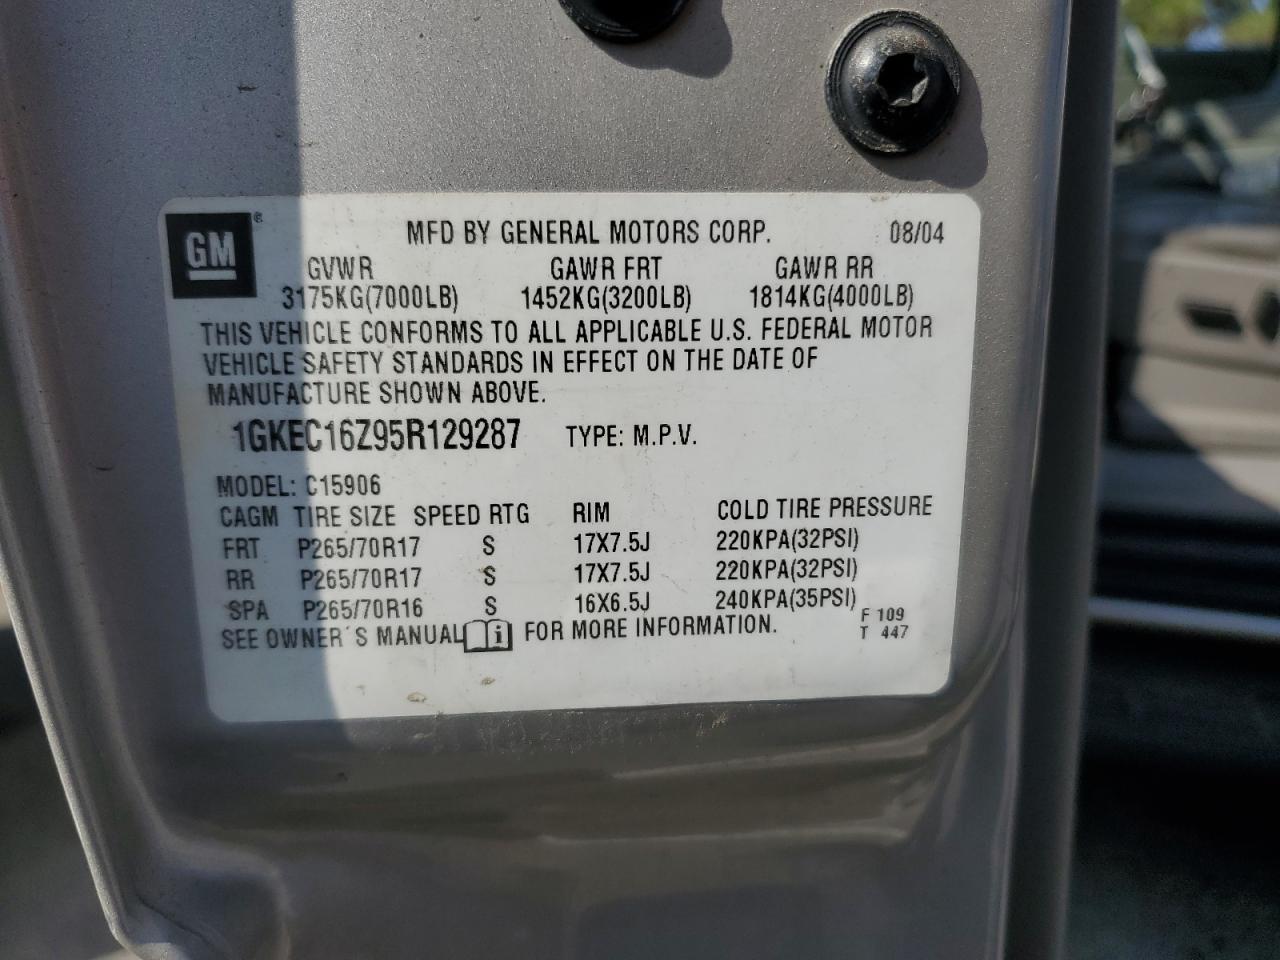 GM ®
MFD BY GENERAL MOTORS CORP. 08/04
GVWR GAWR FRT GAWR RR
3175KG(7000LB) 1452KG(3200LB) 1814KG(4000LB)
THIS VEHICLE CONFORMS TO ALL APPLICABLE U.S. FEDERAL MOTOR
VEHICLE SAFETY STANDARDS IN EFFECT ON THE DATE OF
MANUFACTURE SHOWN ABOVE.
1GKEC16Z95R129287 TYPE: M.P.V.
MODEL: C15906
CAGM TIRE SIZE SPEED RTG RIM COLD TIRE PRESSURE
FRT P265/70R17 S 17X7.5J 220KPA(32PSI)
RR P265/70R17 S 17X7.5J 220KPA(32PSI)
SPA P265/70R16 S 16X6.5J 240KPA(35PSI)
SEE OWNER'S MANUAL i FOR MORE INFORMATION.
F 109
T 447